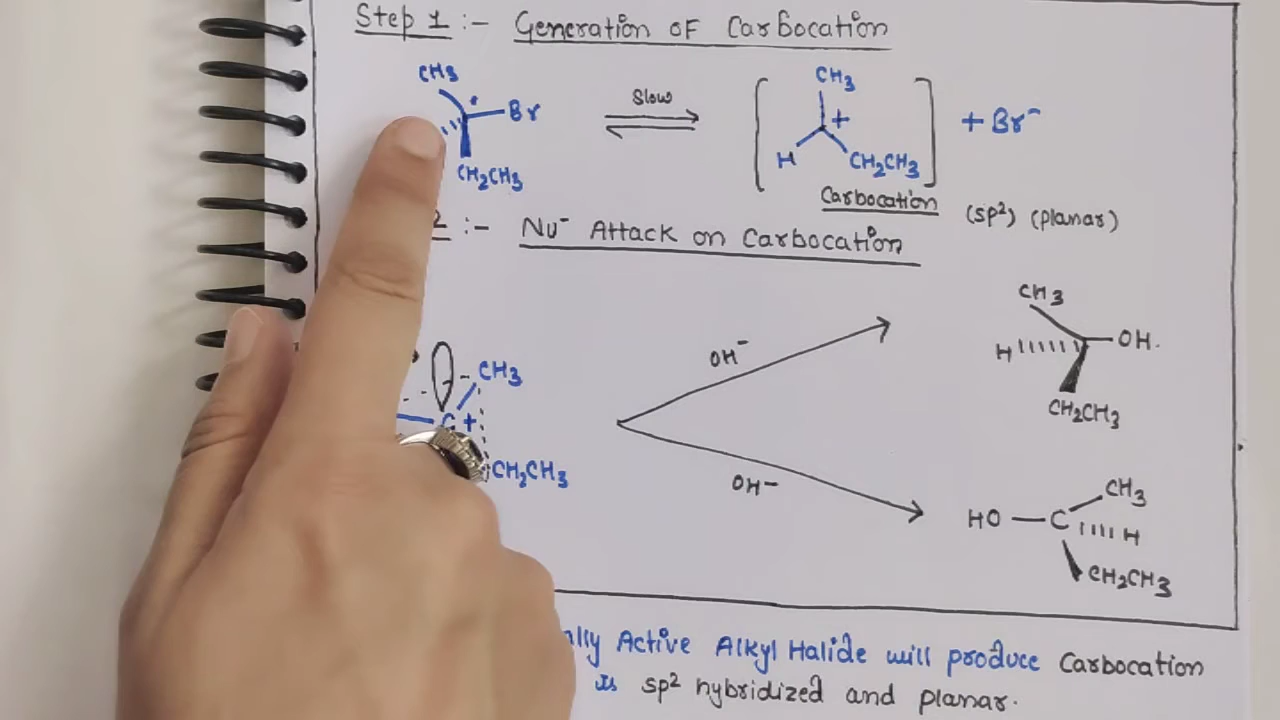 Step 1 :- Generation of Carbocation
CH3
Br
CH2CH3
Slow
CH3
+
H
CH2CH3
+ Br⁻
Carbocation (sp²) (planar)
2 :- Nu⁻ Attack on Carbocation
CH3
C +
CH2CH3
OH⁻
OH⁻
CH3
H
OH.
CH2CH3
HO — C
CH3
H
CH2CH3
Active Alkyl Halide will produce Carbocation
is sp² hybridized and planar.